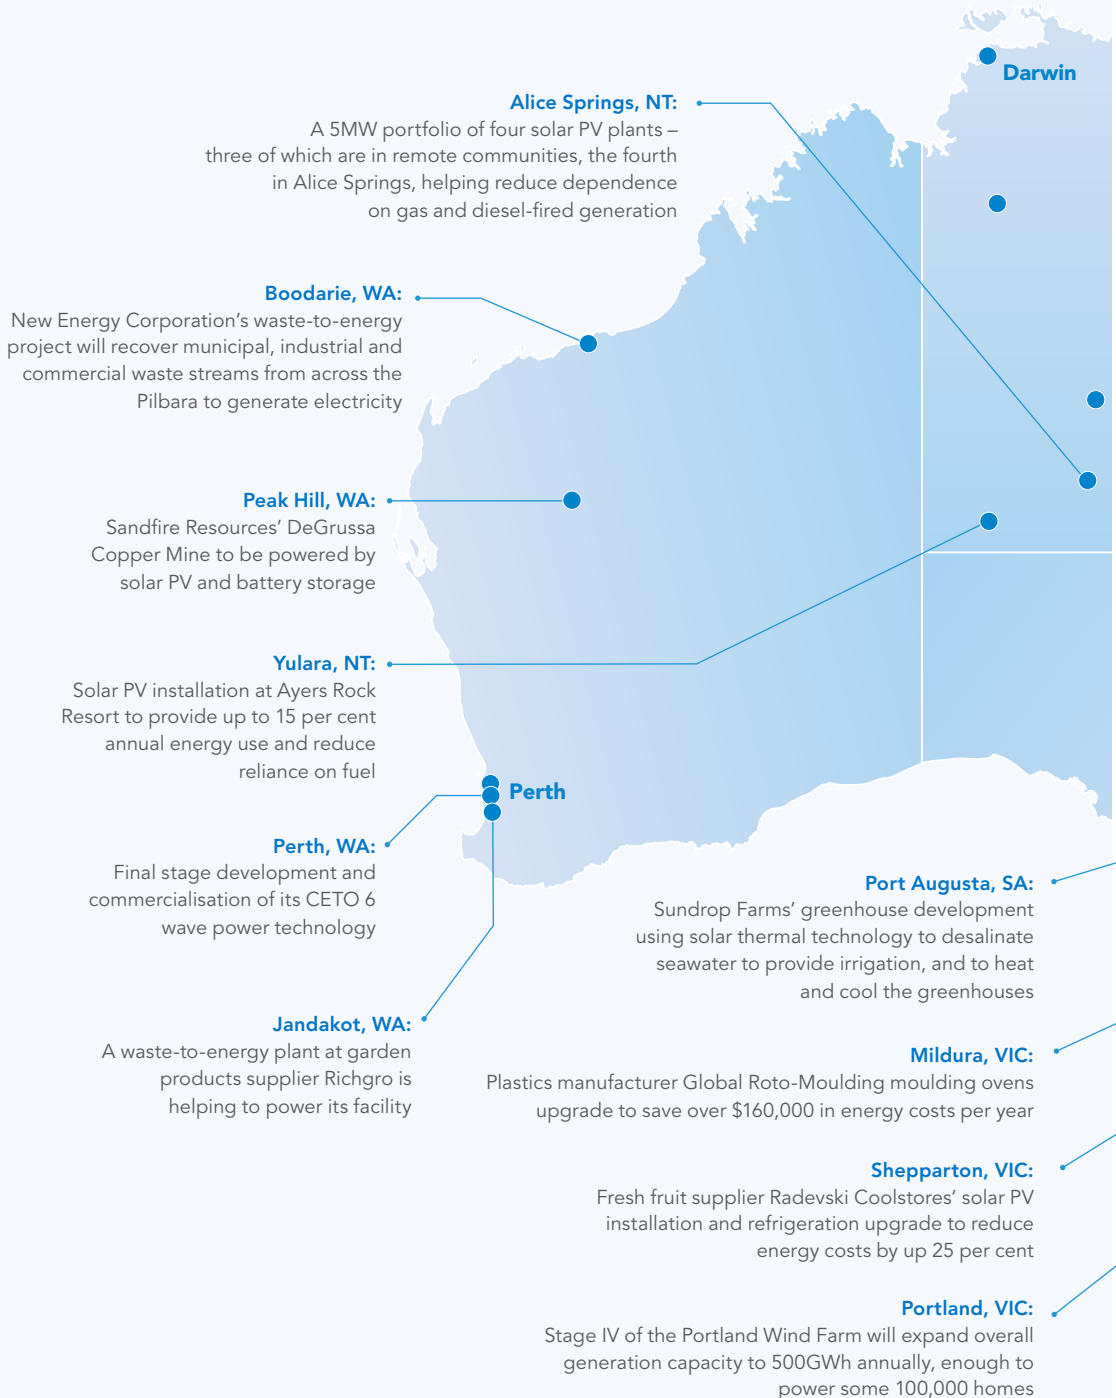 Darwin
Alice Springs, NT:
A 5MW portfolio of four solar PV plants –
three of which are in remote communities, the fourth
in Alice Springs, helping reduce dependence
on gas and diesel-fired generation
Boodarie, WA:
New Energy Corporation's waste-to-energy
project will recover municipal, industrial and
commercial waste streams from across the
Pilbara to generate electricity
Peak Hill, WA:
Sandfire Resources' DeGrussa
Copper Mine to be powered by
solar PV and battery storage
Yulara, NT:
Solar PV installation at Ayers Rock
Resort to provide up to 15 per cent
annual energy use and reduce
reliance on fuel
Perth
Perth, WA:
Final stage development and
commercialisation of its CETO 6
wave power technology
Jandakot, WA:
A waste-to-energy plant at garden
products supplier Richgro is
helping to power its facility
Port Augusta, SA:
Sundrop Farms' greenhouse development
using solar thermal technology to desalinate
seawater to provide irrigation, and to heat
and cool the greenhouses
Mildura, VIC:
Plastics manufacturer Global Roto-Moulding moulding ovens
upgrade to save over $160,000 in energy costs per year
Shepparton, VIC:
Fresh fruit supplier Radevski Coolstores' solar PV
installation and refrigeration upgrade to reduce
energy costs by up 25 per cent
Portland, VIC:
Stage IV of the Portland Wind Farm will expand overall
generation capacity to 500GWh annually, enough to
power some 100,000 homes